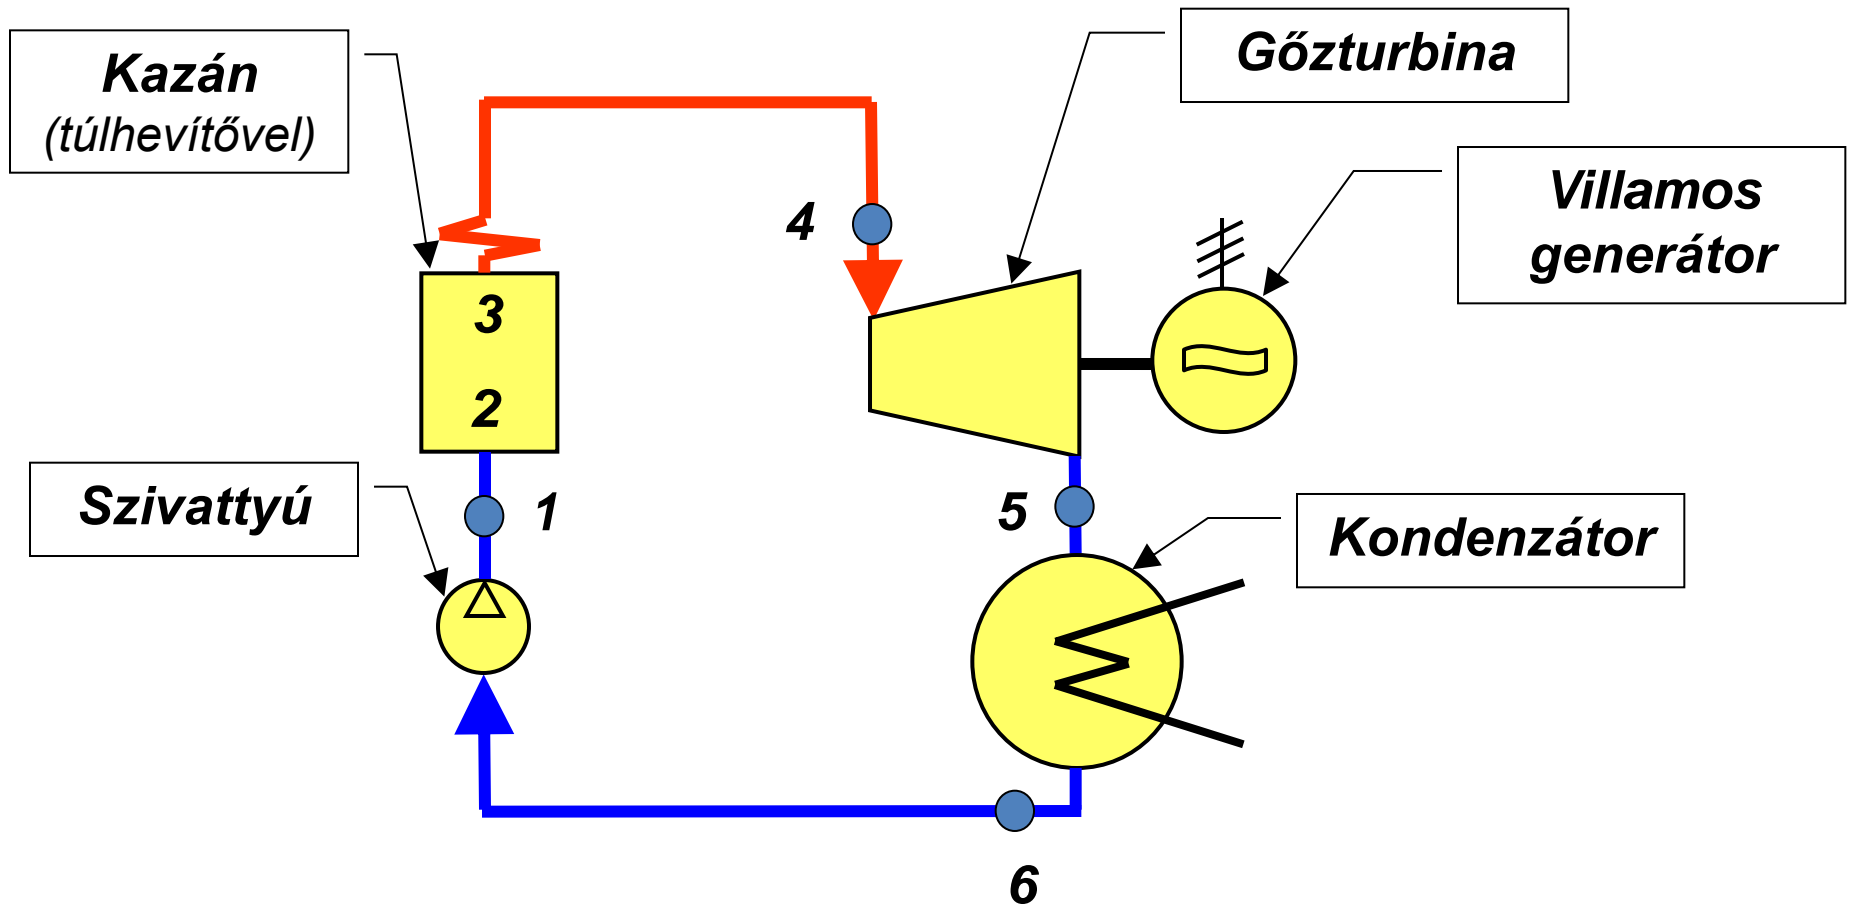 Kazán
(túlhevítővel)
Gőzturbina
Villamos
generátor
4
3
2
Szivattyú
1
5
Kondenzátor
6